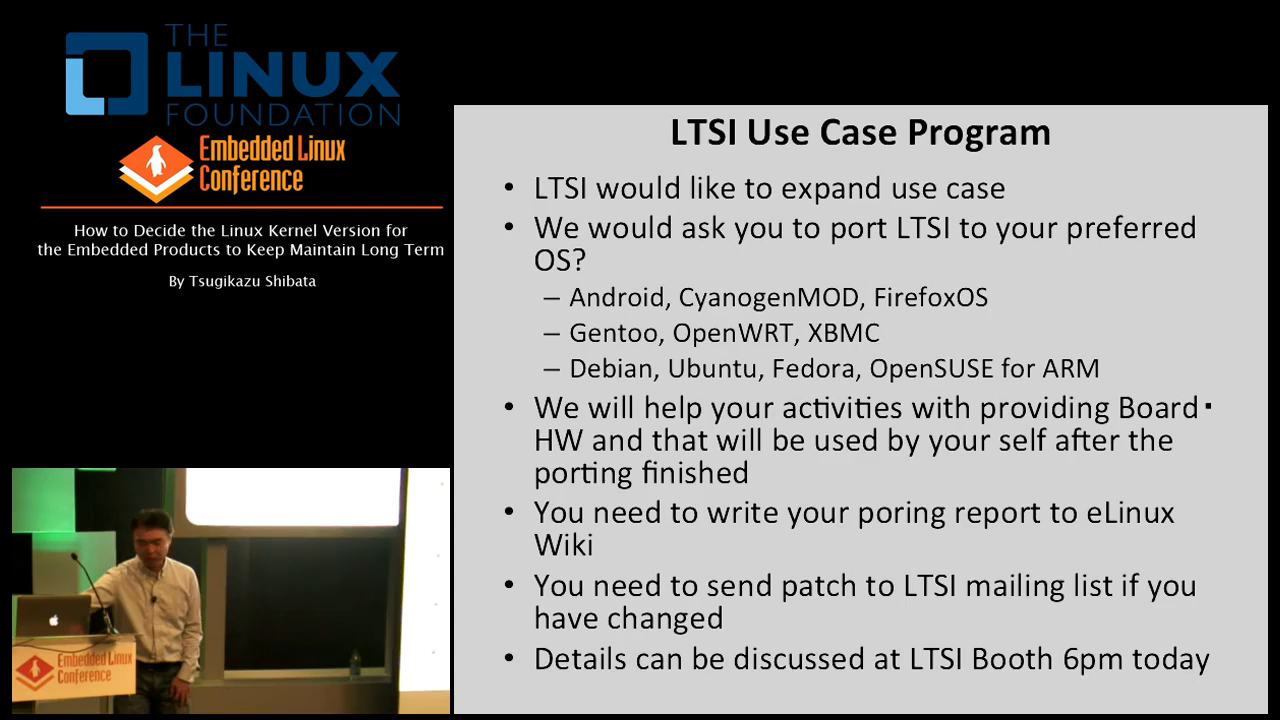 THE
LINUX
FOUNDATION
Embedded Linux
Conference
How to Decide the Linux Kernel Version for
the Embedded Products to Keep Maintain Long Term
By Tsugikazu Shibata
LTSI Use Case Program
• LTSI would like to expand use case
• We would ask you to port LTSI to your preferred
OS?
– Android, CyanogenMOD, FirefoxOS
– Gentoo, OpenWRT, XBMC
– Debian, Ubuntu, Fedora, OpenSUSE for ARM
• We will help your activities with providing Board・
HW and that will be used by your self after the
porting finished
• You need to write your poring report to eLinux
Wiki
• You need to send patch to LTSI mailing list if you
have changed
• Details can be discussed at LTSI Booth 6pm today
Embedded Linux
Conference